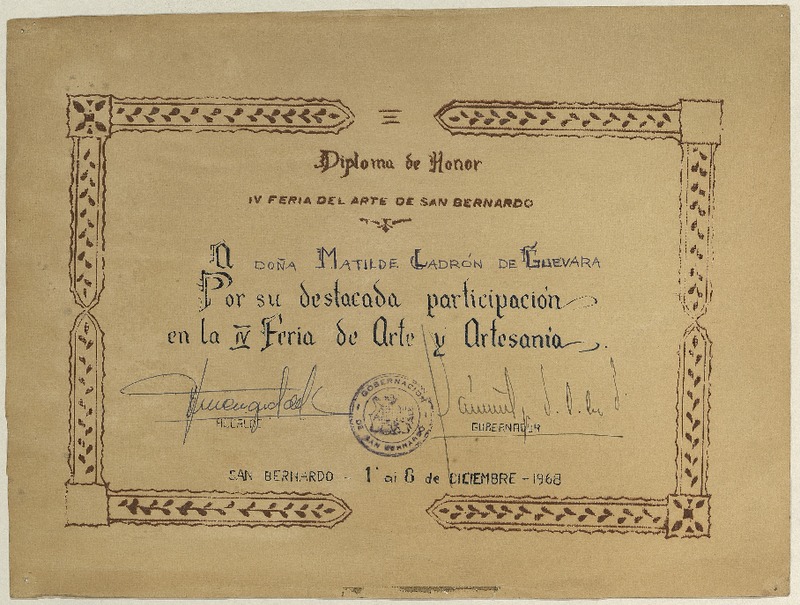 Diploma de Honor
IV FERIA DEL ARTE DE SAN BERNARDO
A DOÑA MATILDE LADRÓN DE GUEVARA
Por su destacada participación
en la IV Feria de Arte y Artesanía.
GOBERNACION
DE SAN BERNARDO
ALCALDE
GUBERNADOR
SAN BERNARDO - 1° al 8 de DICIEMBRE - 1968